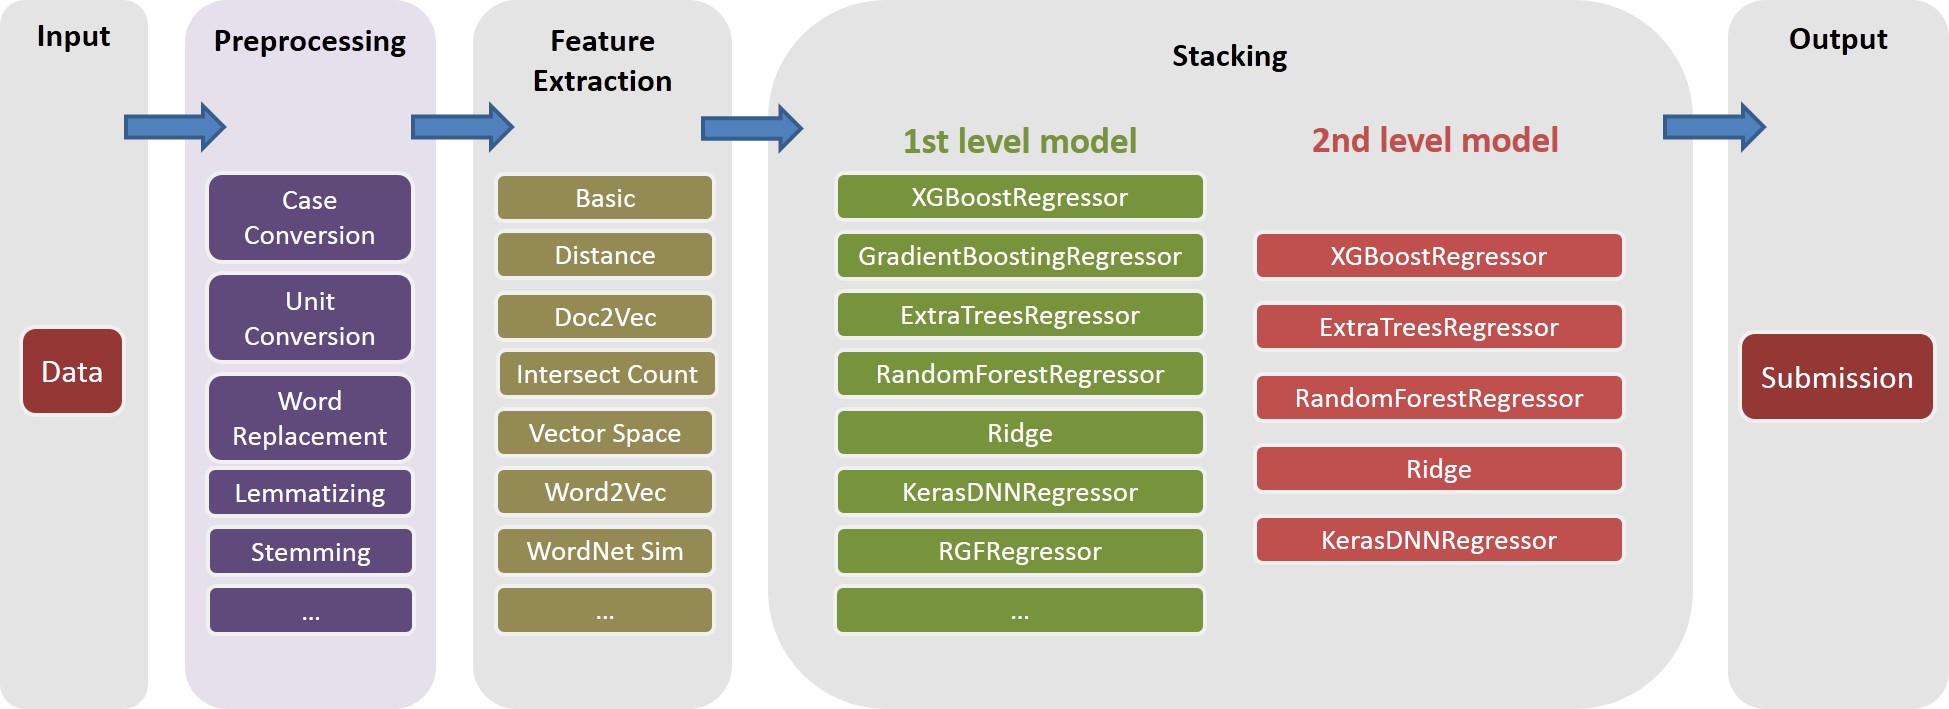 Input
Data
Preprocessing
Case
Conversion
Unit
Conversion
Word
Replacement
Lemmatizing
Stemming
...
Feature
Extraction
Basic
Distance
Doc2Vec
Intersect Count
Vector Space
Word2Vec
WordNet Sim
...
Stacking
1st level model
XGBoostRegressor
GradientBoostingRegressor
ExtraTreesRegressor
RandomForestRegressor
Ridge
KerasDNNRegressor
RGFRegressor
...
2nd level model
XGBoostRegressor
ExtraTreesRegressor
RandomForestRegressor
Ridge
KerasDNNRegressor
Output
Submission